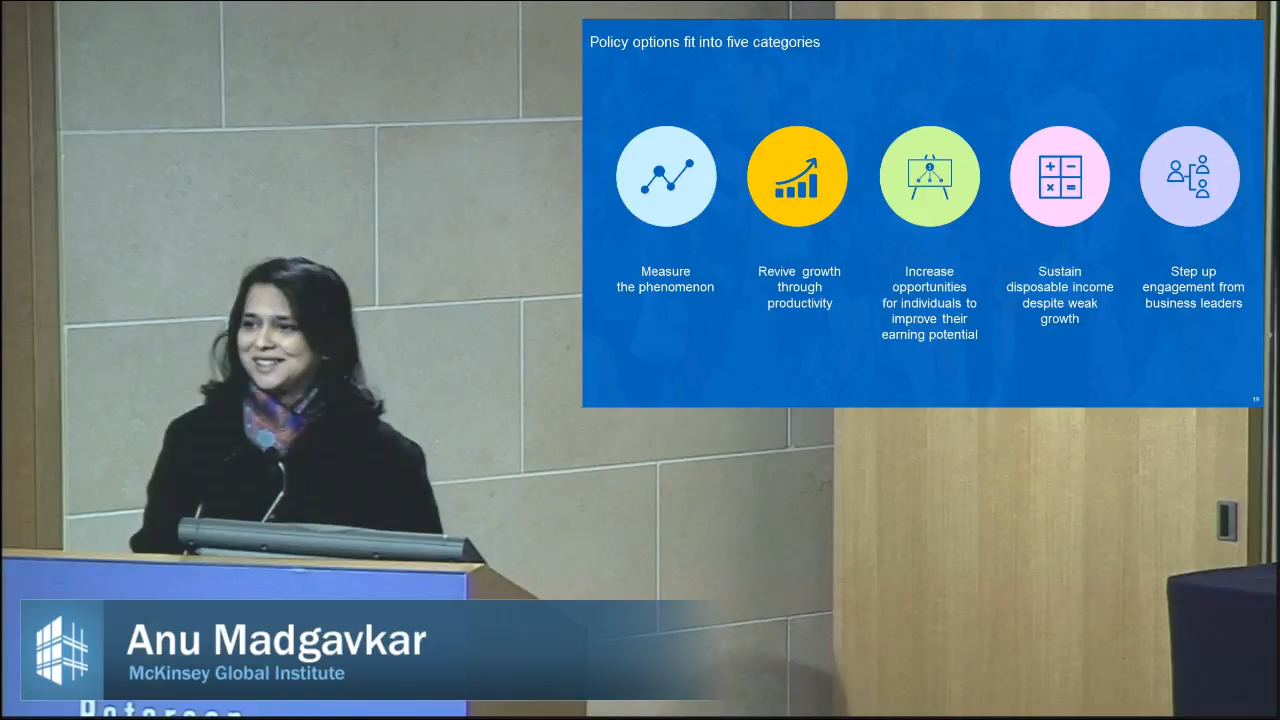 Policy options fit into five categories
Measure
the phenomenon
Revive growth
through
productivity
Increase
opportunities
for individuals to
improve their
earning potential
Sustain
disposable income
despite weak
growth
Step up
engagement from
business leaders
19
Anu Madgavkar
McKinsey Global Institute